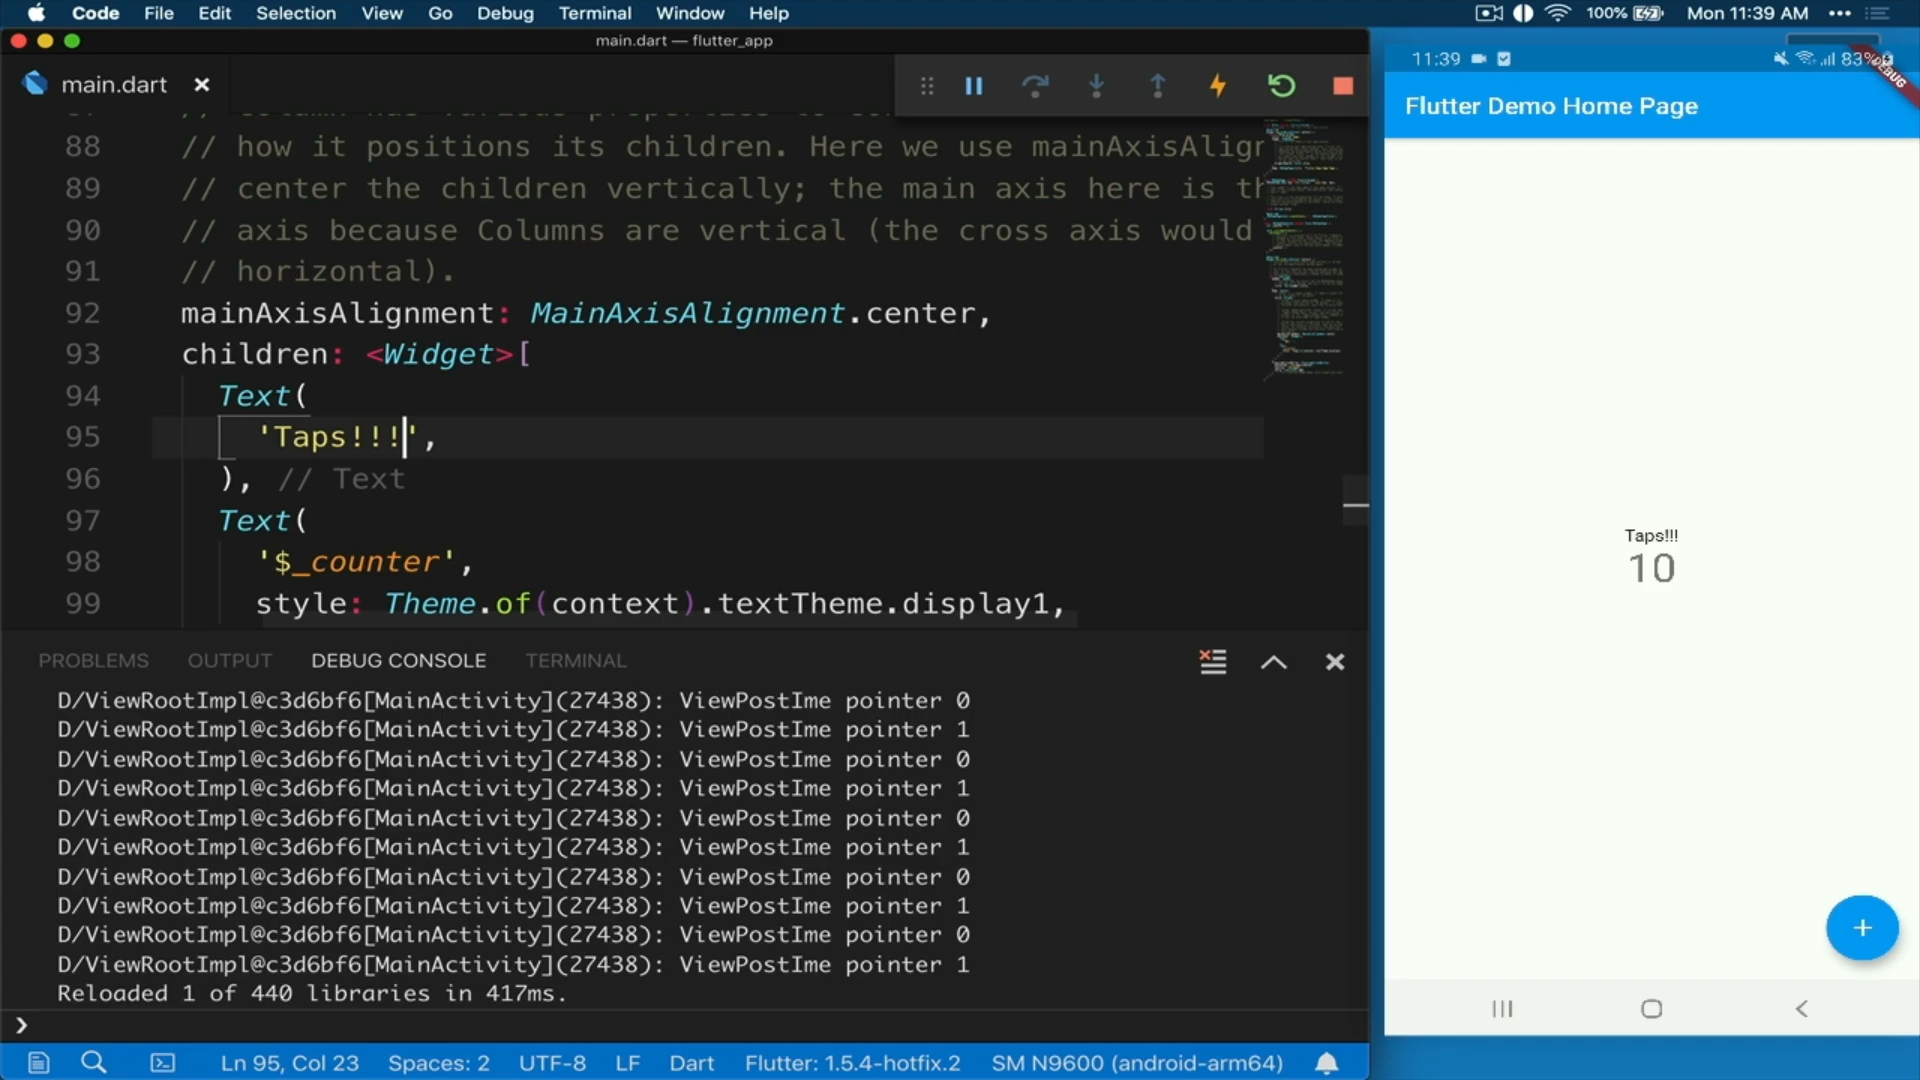 Code File Edit Selection View Go Debug Terminal Window Help
100% Mon 11:39 AM
main.dart — flutter_app
main.dart
88 // how it positions its children. Here we use mainAxisAlign
89 // center the children vertically; the main axis here is th
90 // axis because Columns are vertical (the cross axis would
91 // horizontal).
92 mainAxisAlignment: MainAxisAlignment.center,
93 children: <Widget>[
94 Text(
95 'Taps!!!',
96 ), // Text
97 Text(
98 '$_counter',
99 style: Theme.of(context).textTheme.display1,
PROBLEMS OUTPUT DEBUG CONSOLE TERMINAL
D/ViewRootImpl@c3d6bf6[MainActivity](27438): ViewPostIme pointer 0
D/ViewRootImpl@c3d6bf6[MainActivity](27438): ViewPostIme pointer 1
D/ViewRootImpl@c3d6bf6[MainActivity](27438): ViewPostIme pointer 0
D/ViewRootImpl@c3d6bf6[MainActivity](27438): ViewPostIme pointer 1
D/ViewRootImpl@c3d6bf6[MainActivity](27438): ViewPostIme pointer 0
D/ViewRootImpl@c3d6bf6[MainActivity](27438): ViewPostIme pointer 1
D/ViewRootImpl@c3d6bf6[MainActivity](27438): ViewPostIme pointer 0
D/ViewRootImpl@c3d6bf6[MainActivity](27438): ViewPostIme pointer 1
D/ViewRootImpl@c3d6bf6[MainActivity](27438): ViewPostIme pointer 0
D/ViewRootImpl@c3d6bf6[MainActivity](27438): ViewPostIme pointer 1
Reloaded 1 of 440 libraries in 417ms.
Ln 95, Col 23 Spaces: 2 UTF-8 LF Dart Flutter: 1.5.4-hotfix.2 SM N9600 (android-arm64)
11:39 83%
DEBUG
Flutter Demo Home Page
Taps!!!
10